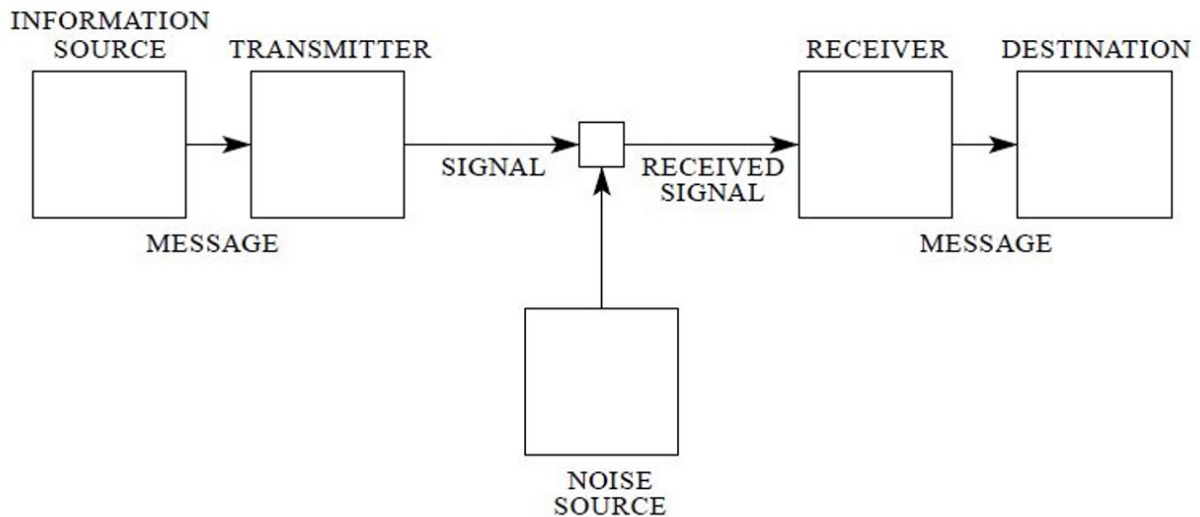 INFORMATION
SOURCE
TRANSMITTER
RECEIVER
DESTINATION
SIGNAL
RECEIVED
SIGNAL
MESSAGE
MESSAGE
NOISE
SOURCE